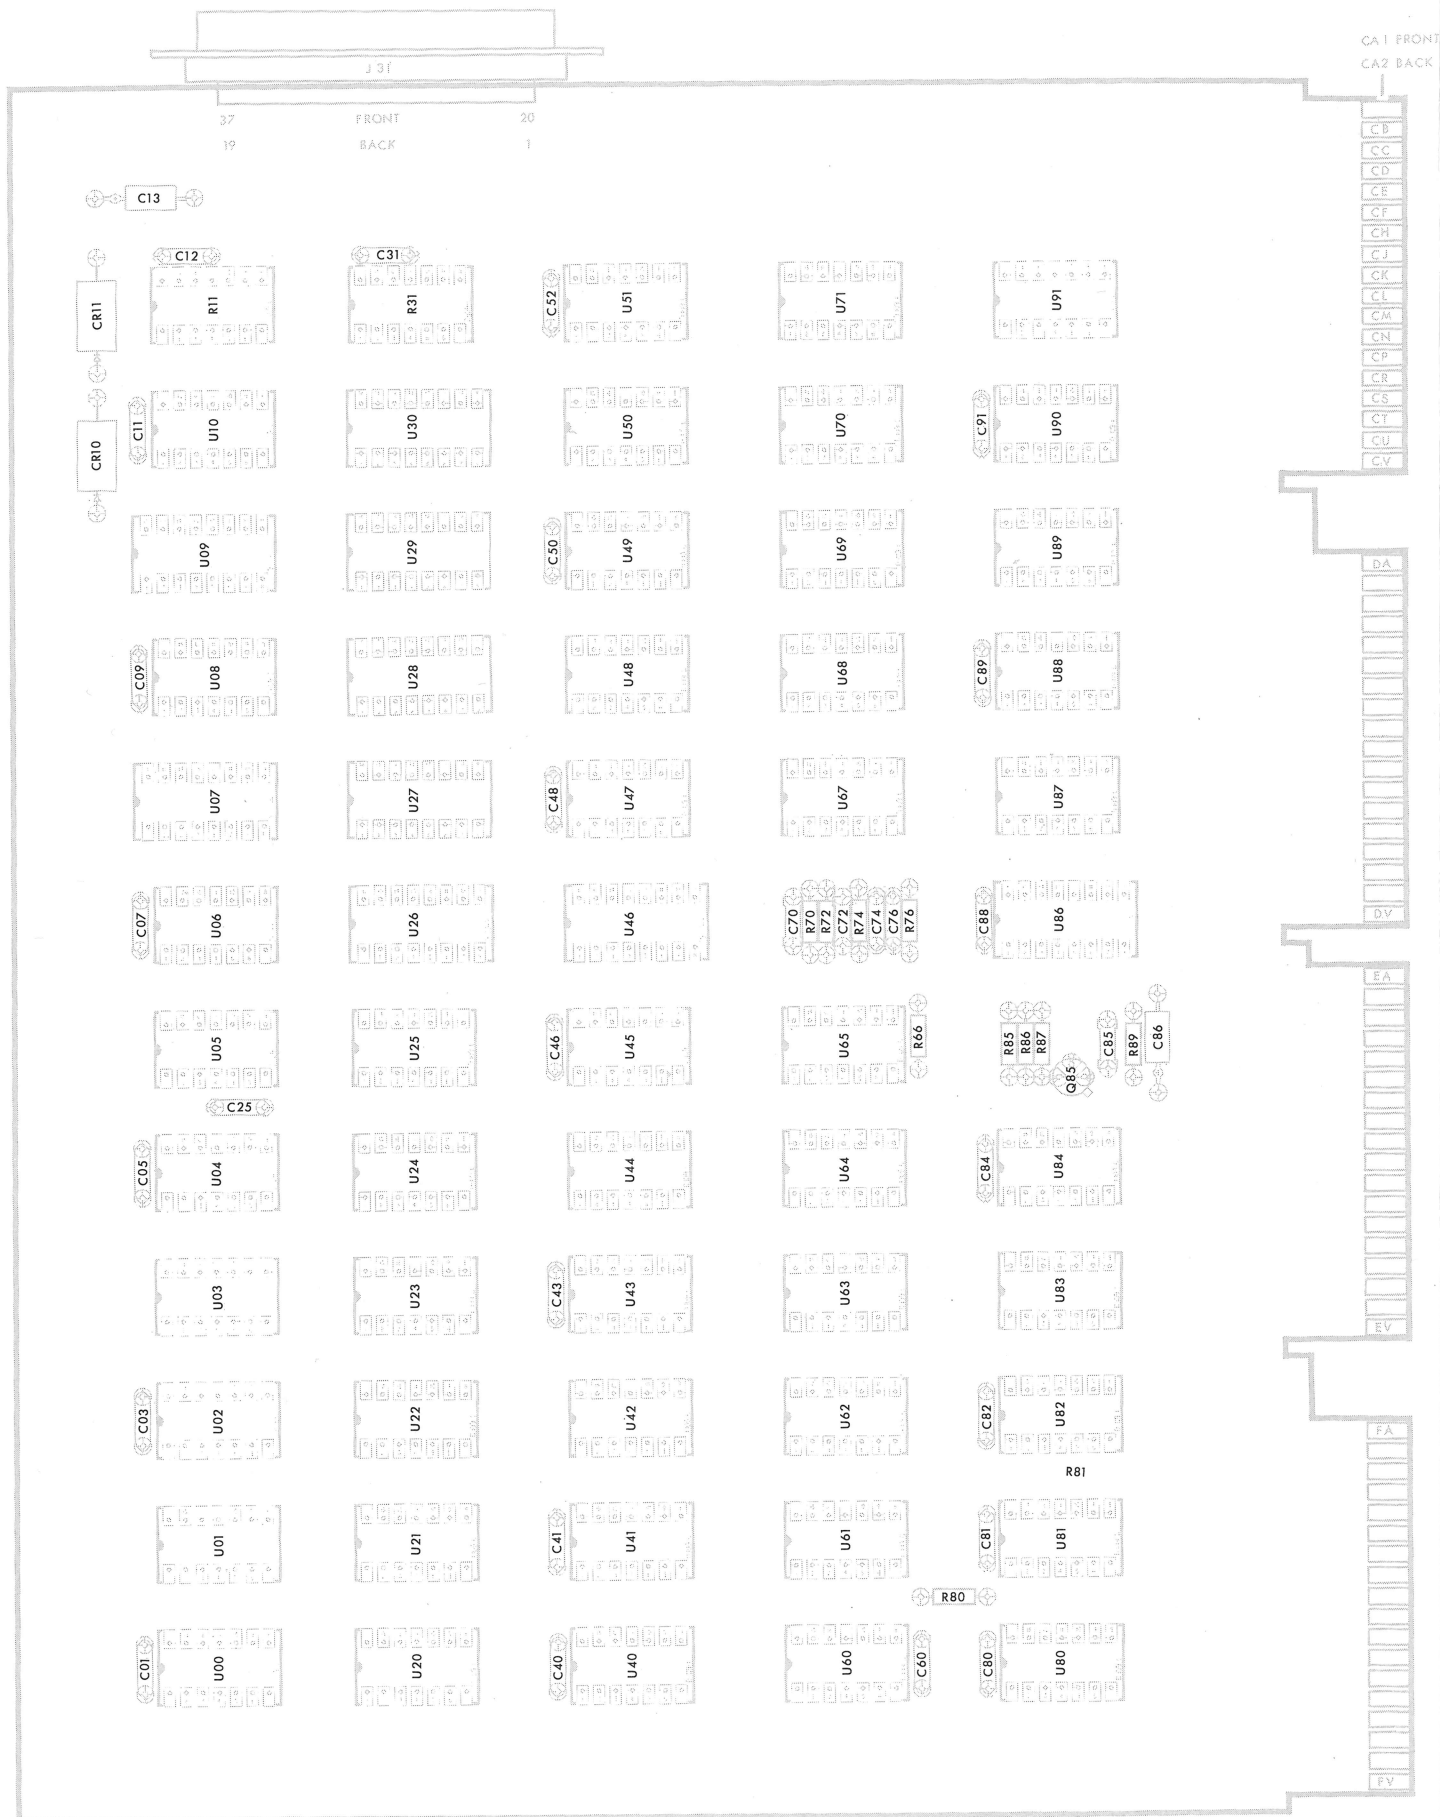 CA 1 FRONT
J 31
CA2 BACK
37 FRONT 20
CB
19 BACK 1
CC
CD
CE
C13
CF
CH
C12 C31
CJ
CK
CL
CR11 R11 R31 C52 U51 U71 U91
CM
CN
CP
CR
CS
CT
C11 U10 U30 U50 U70 C91 U90
CU
CR10
CV
U09 U29 C50 U49 U69 U89
DA
C09 U08 U28 U48 U68 C89 U88
U07 U27 C48 U47 U67 U87
C07 U06 U26 U46 C70 R70 R72 C72 R74 C74 C76 R76 C88 U86
DV
EA
U05 U25 C46 U45 U65 R66 R85 R86 R87 C85 R89 C86
Q85
C25
C05 U04 U24 U44 U64 C84 U84
U03 U23 C43 U43 U63 U83
EV
C03 U02 U22 U42 U62 C82 U82
FA
R81
U01 U21 C41 U41 U61 C81 U81
R80
C01 U00 U20 C40 U40 U60 C60 C80 U80
FV